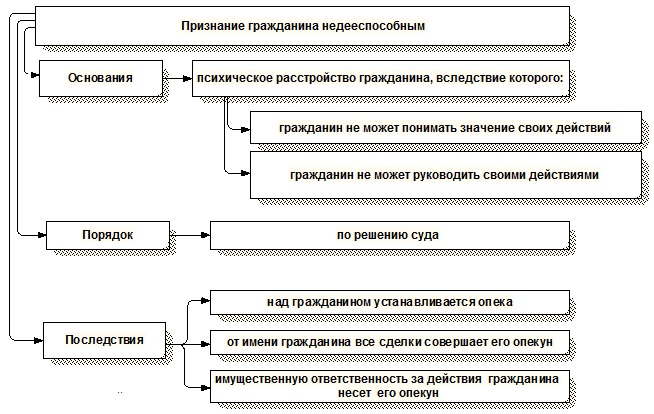 Признание гражданина недееспособным
Основания
психическое расстройство гражданина, вследствие которого:
гражданин не может понимать значение своих действий
гражданин не может руководить своими действиями
Порядок
по решению суда
Последствия
над гражданином устанавливается опека
от имени гражданина все сделки совершает его опекун
имущественную ответственность за действия гражданина
несет его опекун